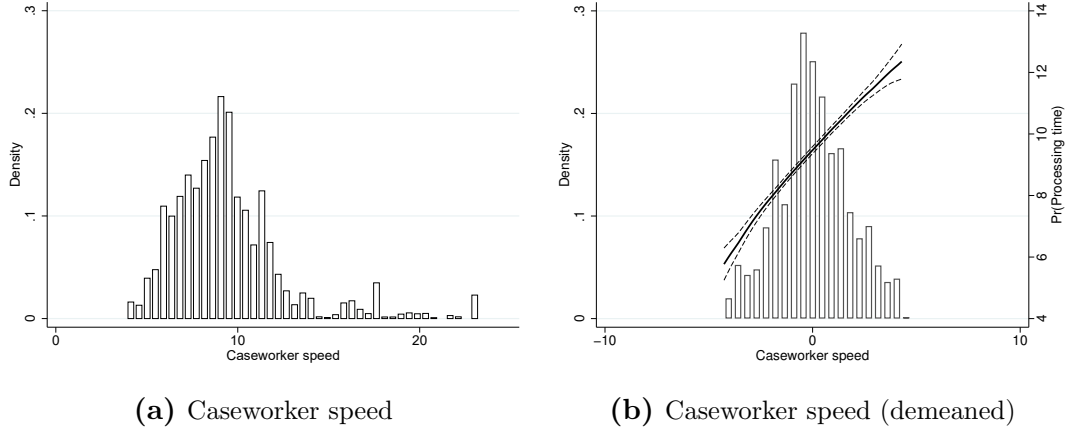 .3
.2
.1
0
Density
0
10
20
Caseworker speed
(a) Caseworker speed
.3
.2
.1
0
Density
14
12
10
8
6
4
Pr(Processing time)
−10
0
10
Caseworker speed
(b) Caseworker speed (demeaned)